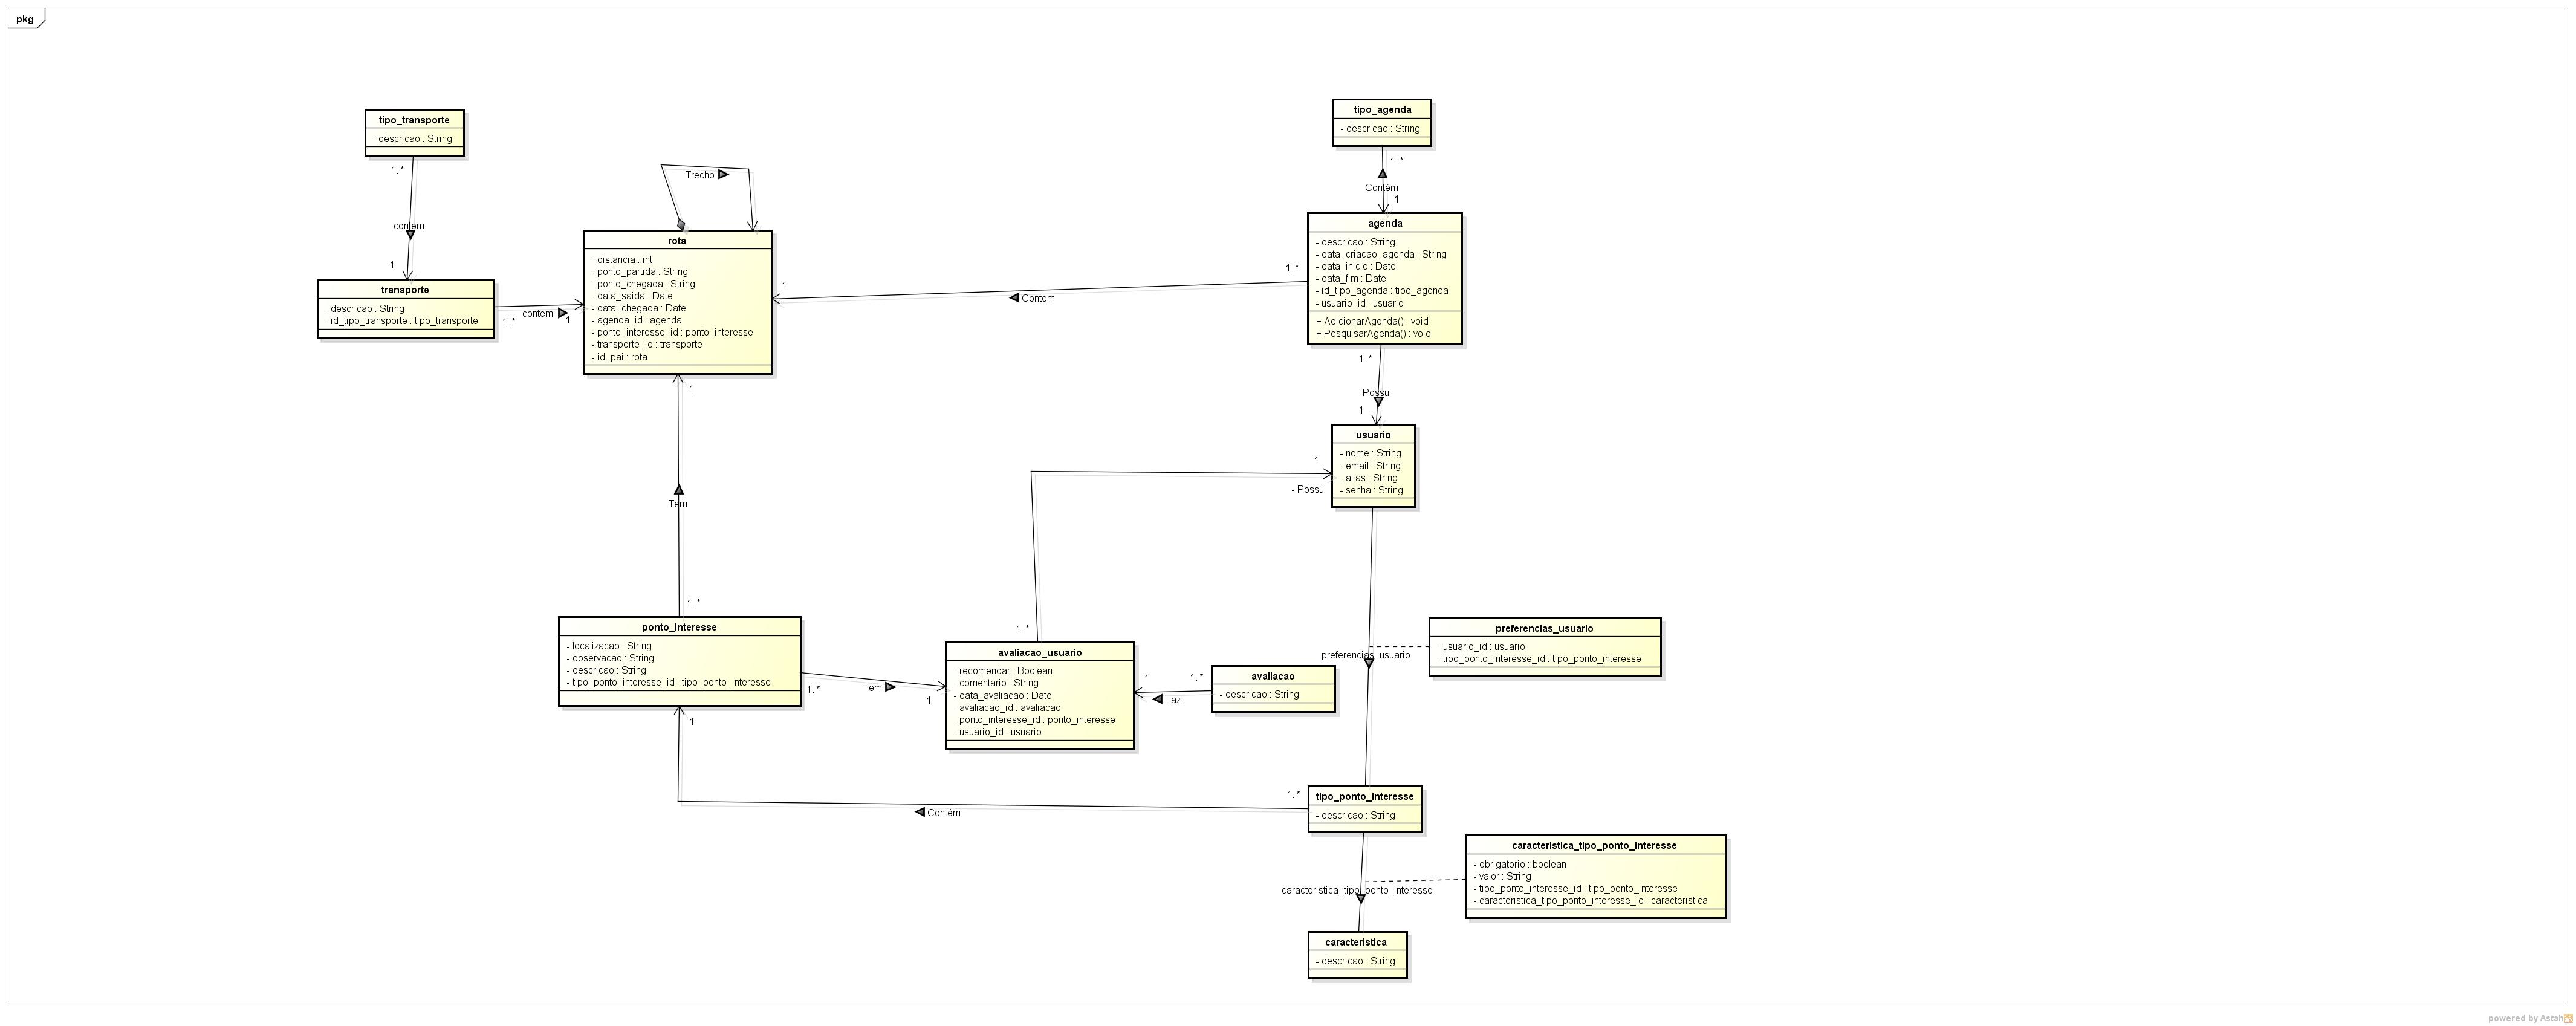 pkg
tipo_transporte
- descricao : String
1..*
contem
1
transporte
- descricao : String
- id_tipo_transporte : tipo_transporte
1..*
contem
1
Trecho
rota
- distancia : int
- ponto_partida : String
- ponto_chegada : String
- data_saida : Date
- data_chegada : Date
- agenda_id : agenda
- ponto_interesse_id : ponto_interesse
- transporte_id : transporte
- id_pai : rota
1
Contem
1..*
tipo_agenda
- descricao : String
1..*
Contém
1
agenda
- descricao : String
- data_criacao_agenda : String
- data_inicio : Date
- data_fim : Date
- id_tipo_agenda : tipo_agenda
- usuario_id : usuario
+ AdicionarAgenda() : void
+ PesquisarAgenda() : void
1..*
Possui
1
usuario
- nome : String
- email : String
- alias : String
- senha : String
1
- Possui
1..*
1
Tem
1..*
ponto_interesse
- localizacao : String
- observacao : String
- descricao : String
- tipo_ponto_interesse_id : tipo_ponto_interesse
1..*
Tem
1
1
avaliacao_usuario
- recomendar : Boolean
- comentario : String
- data_avaliacao : Date
- avaliacao_id : avaliacao
- ponto_interesse_id : ponto_interesse
- usuario_id : usuario
1
Faz
1..*
avaliacao
- descricao : String
preferencias_usuario
preferencias_usuario
- usuario_id : usuario
- tipo_ponto_interesse_id : tipo_ponto_interesse
Contém
1..*
tipo_ponto_interesse
- descricao : String
caracteristica_tipo_ponto_interesse
caracteristica_tipo_ponto_interesse
- obrigatorio : boolean
- valor : String
- tipo_ponto_interesse_id : tipo_ponto_interesse
- caracteristica_tipo_ponto_interesse_id : caracteristica
caracteristica
- descricao : String
powered by Astah